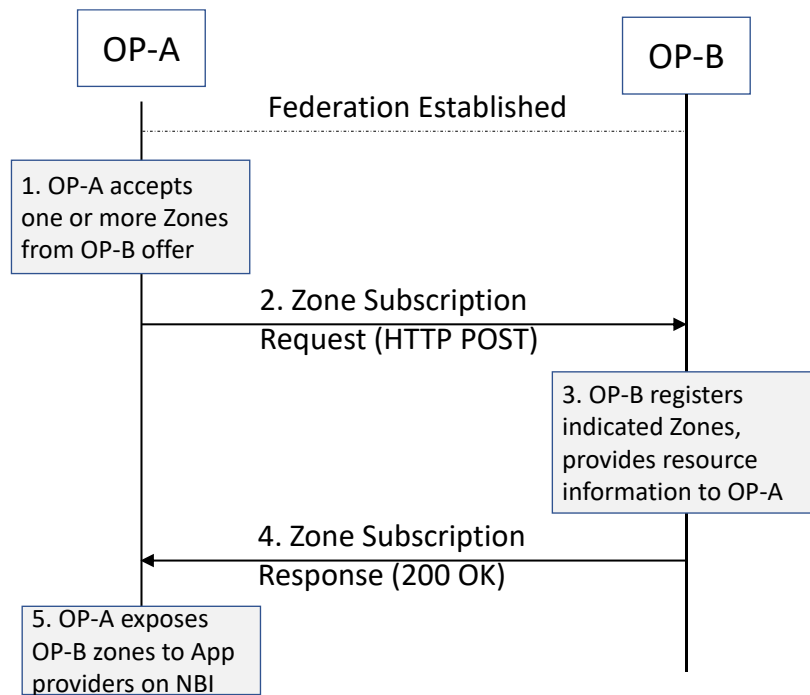 OP-A
OP-B
Federation Established
1. OP-A accepts
one or more Zones
from OP-B offer
2. Zone Subscription
Request (HTTP POST)
3. OP-B registers
indicated Zones,
provides resource
information to OP-A
4. Zone Subscription
Response (200 OK)
5. OP-A exposes
OP-B zones to App
providers on NBI